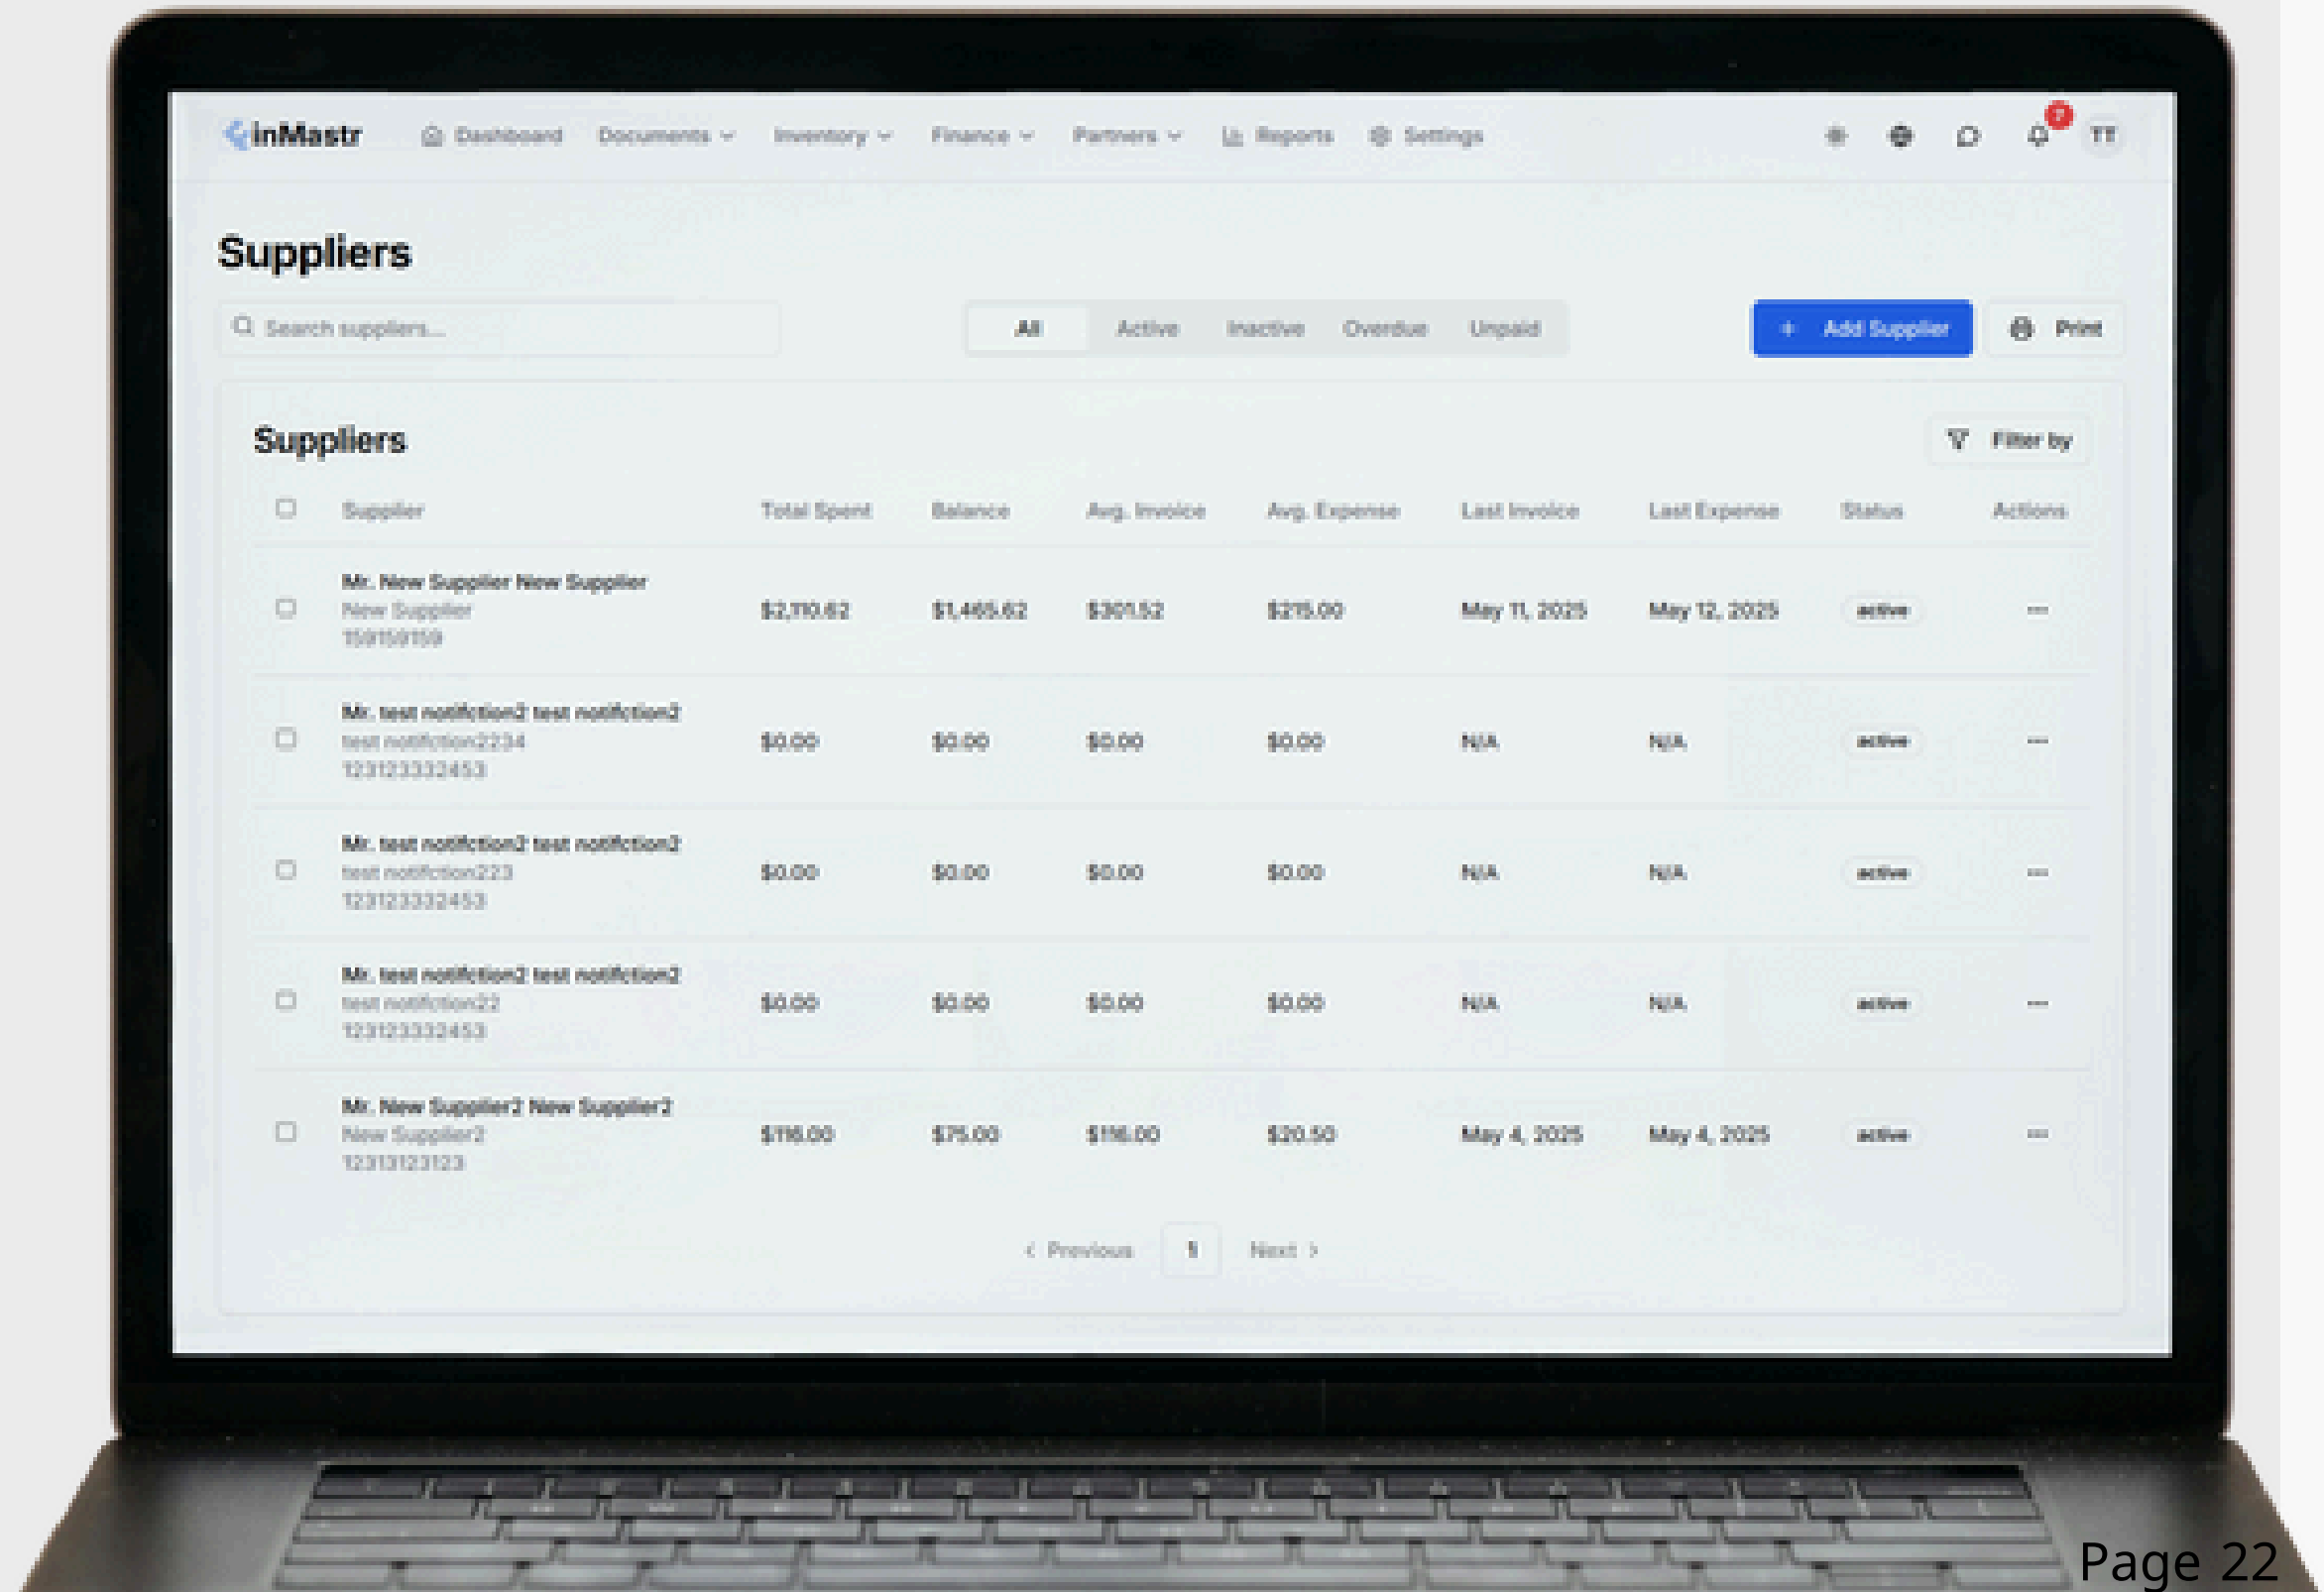 inMastr Dashboard Documents Inventory Finance Partners Reports Settings TT
Suppliers
Search suppliers... All Active Inactive Overdue Unpaid + Add Supplier Print
Suppliers Filter by
Supplier Total Spent Balance Avg. Invoice Avg. Expense Last Invoice Last Expense Status Actions
Mr. New Supplier New Supplier
New Supplier $2,110.62 $1,465.62 $301.52 $215.00 May 11, 2025 May 12, 2025 active ...
159159159
Mr. test notifction2 test notifction2
test notifction2234 $0.00 $0.00 $0.00 $0.00 N/A N/A active ...
123123332453
Mr. test notifction2 test notifction2
test notifction223 $0.00 $0.00 $0.00 $0.00 N/A N/A active ...
123123332453
Mr. test notifction2 test notifction2
test notifction22 $0.00 $0.00 $0.00 $0.00 N/A N/A active ...
123123332453
Mr. New Supplier2 New Supplier2
New Supplier2 $116.00 $75.00 $116.00 $20.50 May 4, 2025 May 4, 2025 active ...
12313123123
< Previous 1 Next >
Page 22